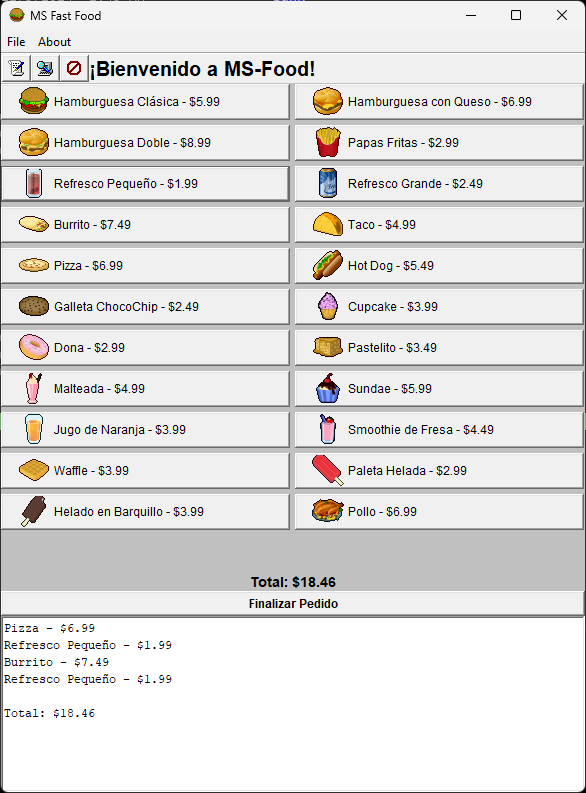 MS Fast Food
File About
¡Bienvenido a MS-Food!
Hamburguesa Clásica - $5.99
Hamburguesa con Queso - $6.99
Hamburguesa Doble - $8.99
Papas Fritas - $2.99
Refresco Pequeño - $1.99
Refresco Grande - $2.49
Burrito - $7.49
Taco - $4.99
Pizza - $6.99
Hot Dog - $5.49
Galleta ChocoChip - $2.49
Cupcake - $3.99
Dona - $2.99
Pastelito - $3.49
Malteada - $4.99
Sundae - $5.99
Jugo de Naranja - $3.99
Smoothie de Fresa - $4.49
Waffle - $3.99
Paleta Helada - $2.99
Helado en Barquillo - $3.99
Pollo - $6.99
Total: $18.46
Finalizar Pedido
Pizza - $6.99
Refresco Pequeño - $1.99
Burrito - $7.49
Refresco Pequeño - $1.99
Total: $18.46